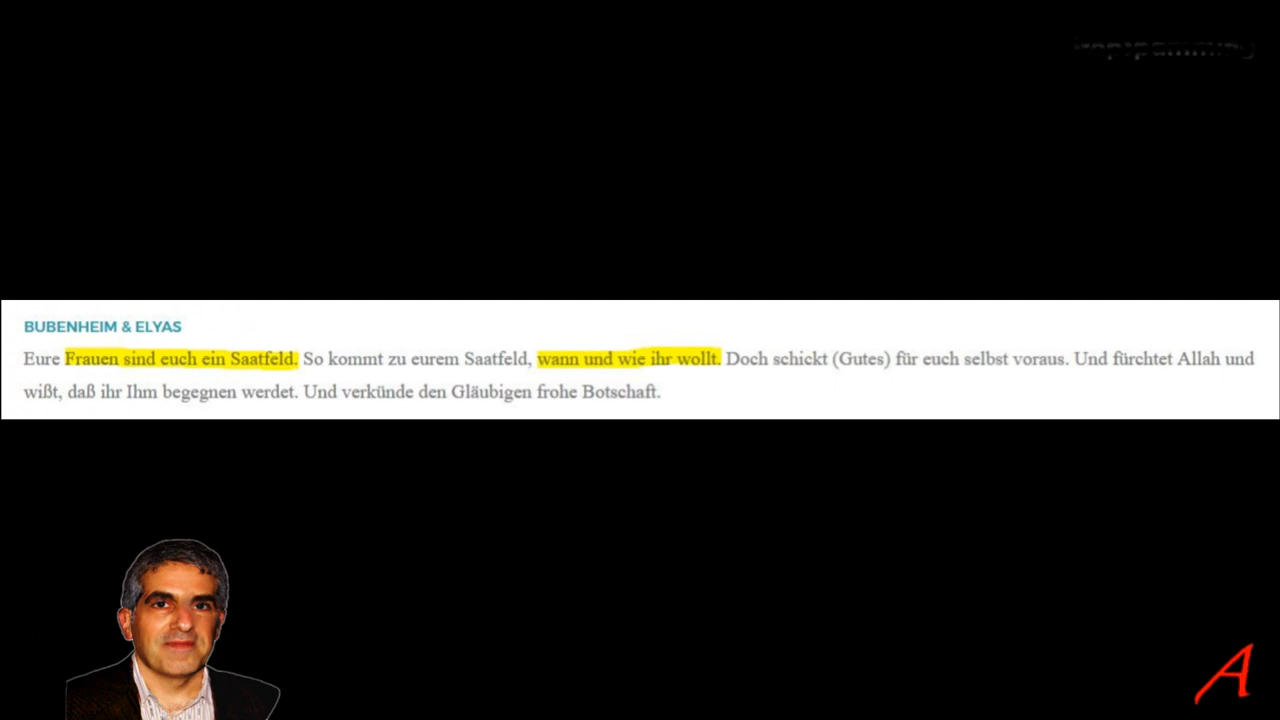 BUBENHEIM & ELYAS
Eure Frauen sind euch ein Saatfeld. So kommt zu eurem Saatfeld, wann und wie ihr wollt. Doch schickt (Gutes) für euch selbst voraus. Und fürchtet Allah und
wißt, daß ihr Ihm begegnen werdet. Und verkünde den Gläubigen frohe Botschaft.
A